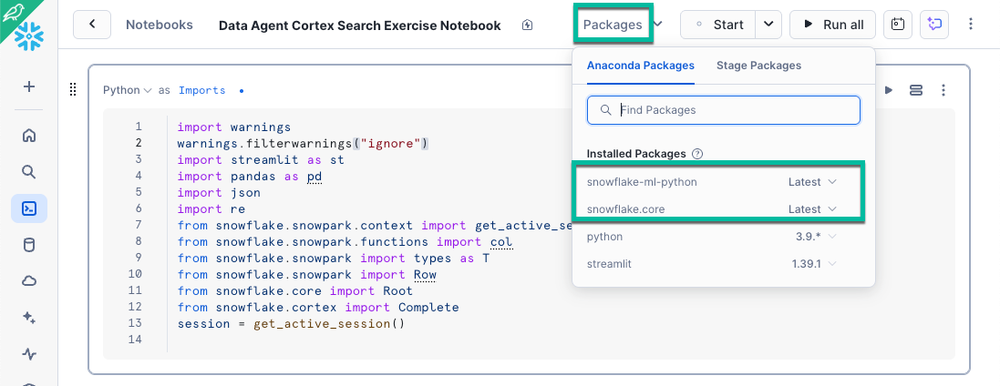 Notebooks
Data Agent Cortex Search Exercise Notebook
Packages
Start
Run all
Anaconda Packages
Stage Packages
Find Packages
Installed Packages ?
snowflake-ml-python Latest
snowflake.core Latest
python 3.9.*
streamlit 1.39.1
Python as Imports
1 import warnings
2 warnings.filterwarnings("ignore")
3 import streamlit as st
4 import pandas as pd
5 import json
6 import re
7 from snowflake.snowpark.context import get_active_se
8 from snowflake.snowpark.functions import col
9 from snowflake.snowpark import types as T
10 from snowflake.snowpark import Row
11 from snowflake.core import Root
12 from snowflake.cortex import Complete
13 session = get_active_session()
14